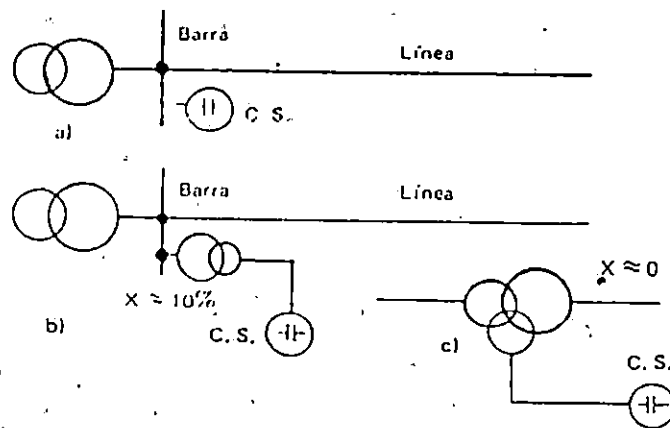 Barra
Línea
C. S.
a)
Barra
Línea
X ≈ 10%
X ≈ 0
b)
C. S.
c)
C. S.